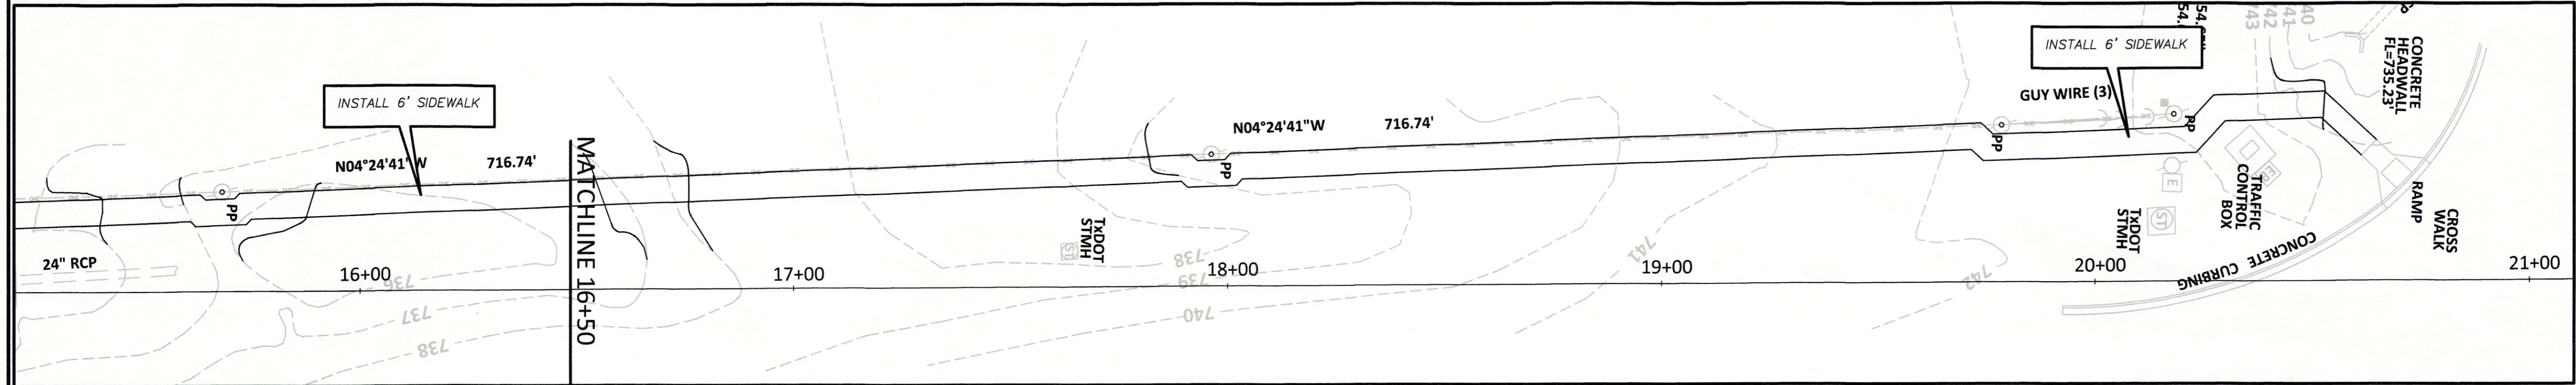 INSTALL 6' SIDEWALK
N04°24'41"W 716.74'
PP
24" RCP
16+00
736
737
738
MATCHLINE 16+50
17+00
TxDOT
STMH
N04°24'41"W 716.74'
PP
738
739
740
18+00
741
19+00
742
INSTALL 6' SIDEWALK
GUY WIRE (3)
PP
PP
E
ST
TxDOT
STMH
20+00
TRAFFIC
CONTROL
BOX
CONCRETE CURBING
743
742
741
740
CONCRETE
HEADWALL
FL=735.23'
RAMP
CROSS
WALK
21+00